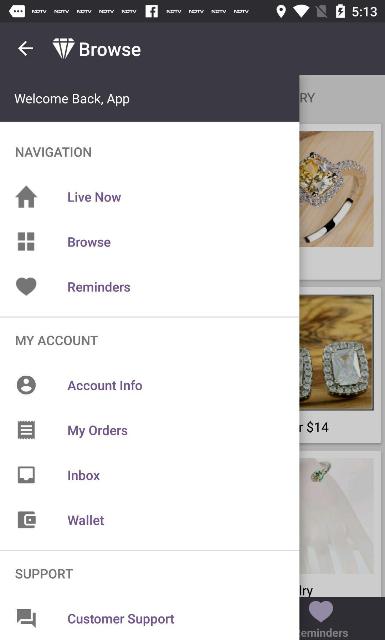 NDTV NDTV NDTV NDTV NDTV NDTV NDTV NDTV NDTV 5:13
Browse
Welcome Back, App
RY
NAVIGATION
Live Now
Browse
Reminders
MY ACCOUNT
Account Info
r $14
My Orders
Inbox
Wallet
SUPPORT
lry
Customer Support
eminders